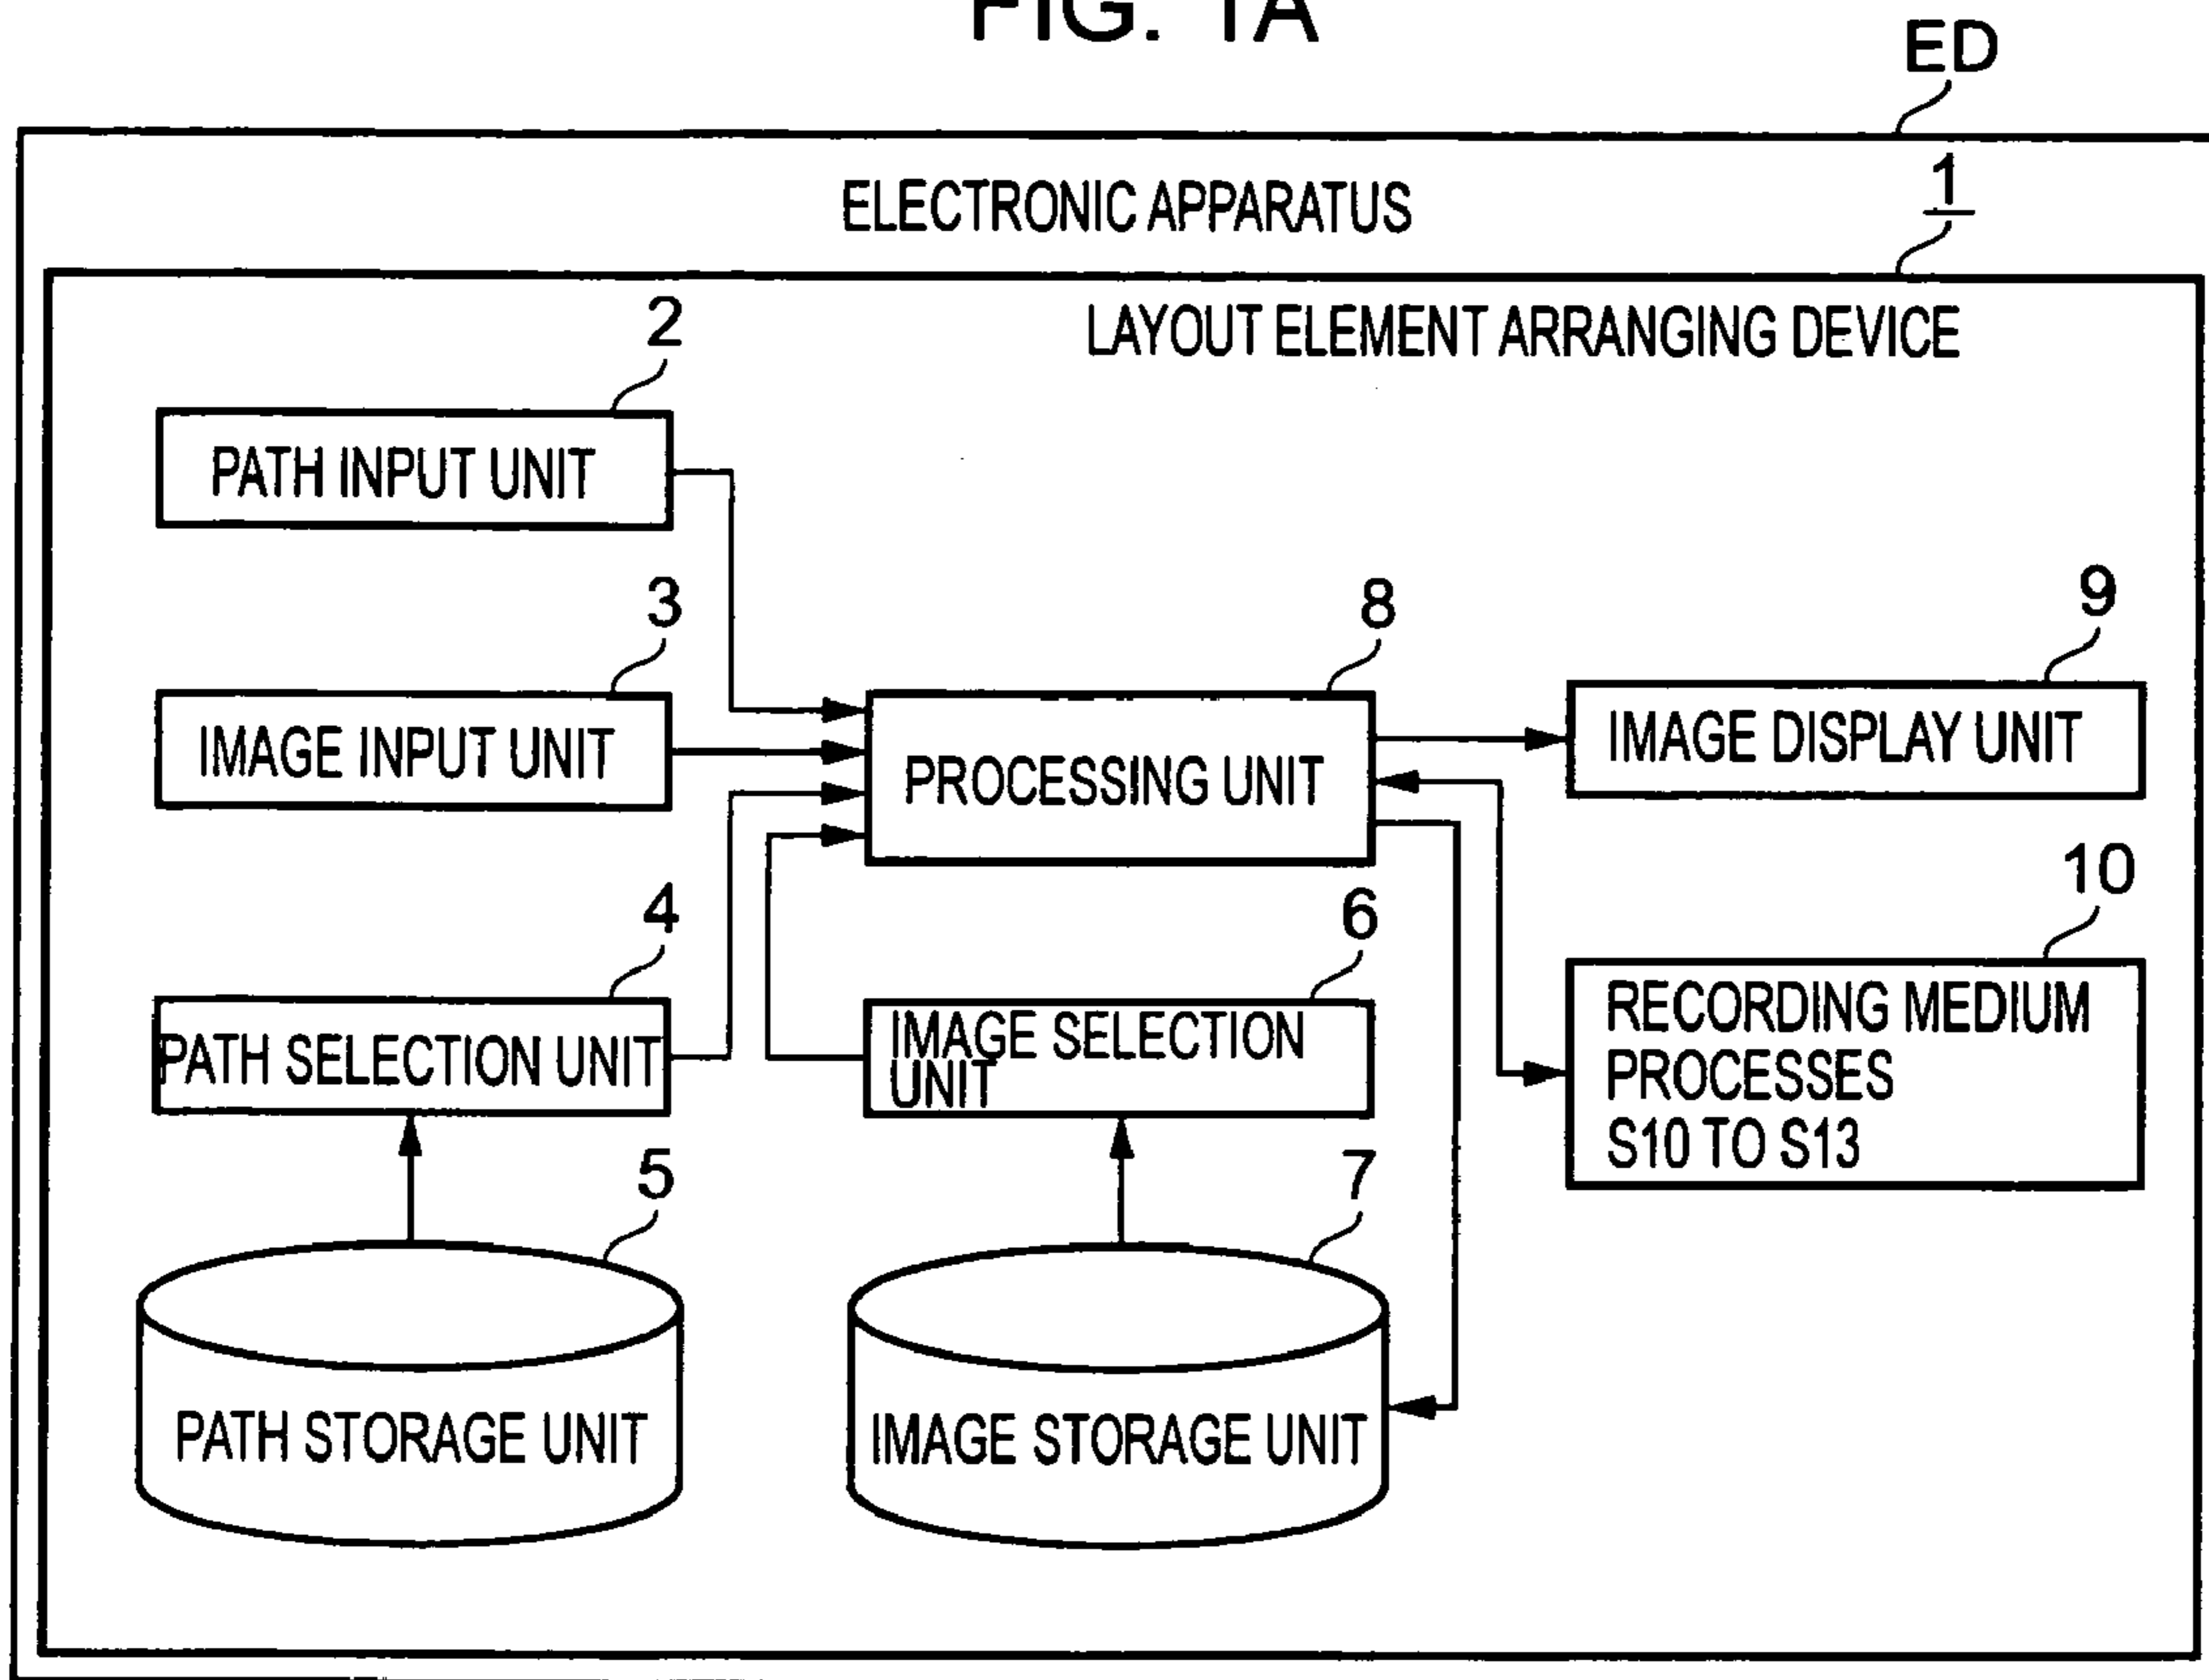 FIG. 1A
ED
ELECTRONIC APPARATUS
1
LAYOUT ELEMENT ARRANGING DEVICE
2
PATH INPUT UNIT
3
IMAGE INPUT UNIT
8
PROCESSING UNIT
9
IMAGE DISPLAY UNIT
4
PATH SELECTION UNIT
6
IMAGE SELECTION
UNIT
10
RECORDING MEDIUM
PROCESSES
S10 TO S13
5
PATH STORAGE UNIT
7
IMAGE STORAGE UNIT